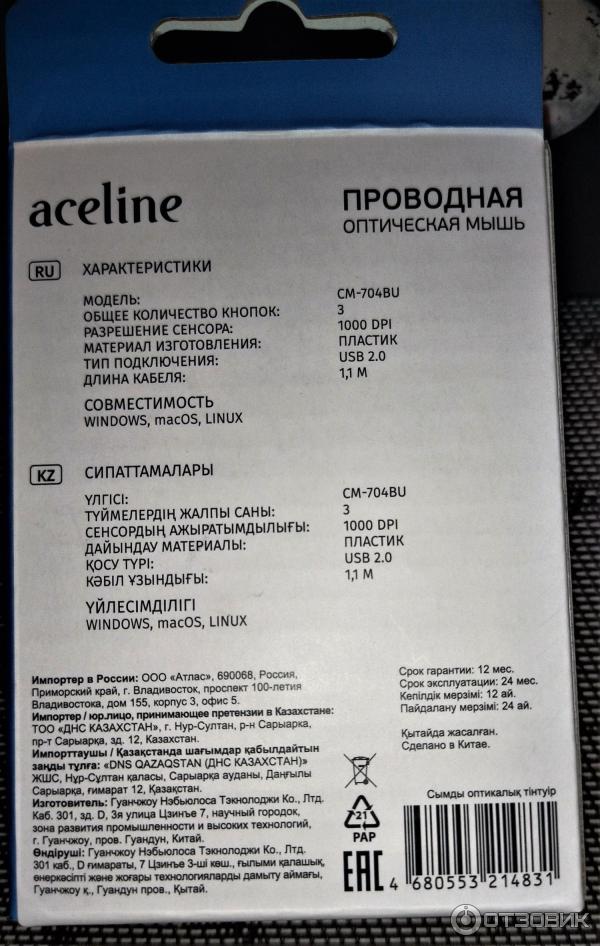 aceline
ПРОВОДНАЯ
ОПТИЧЕСКАЯ МЫШЬ
RU ХАРАКТЕРИСТИКИ
МОДЕЛЬ: CM-704BU
ОБЩЕЕ КОЛИЧЕСТВО КНОПОК: 3
РАЗРЕШЕНИЕ СЕНСОРА: 1000 DPI
МАТЕРИАЛ ИЗГОТОВЛЕНИЯ: ПЛАСТИК
ТИП ПОДКЛЮЧЕНИЯ: USB 2.0
ДЛИНА КАБЕЛЯ: 1,1 М
СОВМЕСТИМОСТЬ
WINDOWS, macOS, LINUX
KZ СИПАТТАМАЛАРЫ
ҮЛГІСІ: CM-704BU
ТҮЙМЕЛЕРДІҢ ЖАЛПЫ САНЫ: 3
СЕНСОРДЫҢ АЖЫРАТЫМДЫЛЫҒЫ: 1000 DPI
ДАЙЫНДАУ МАТЕРИАЛЫ: ПЛАСТИК
ҚОСУ ТҮРІ: USB 2.0
КӘБІЛ ҰЗЫНДЫҒЫ: 1,1 М
ҮЙЛЕСІМДІЛІГІ
WINDOWS, macOS, LINUX
Импортер в России: ООО «Атлас», 690068, Россия,
Приморский край, г. Владивосток, проспект 100-летия
Владивостока, дом 155, корпус 3, офис 5.
Импортер / юр.лицо, принимающее претензии в Казахстане:
ТОО «ДНС КАЗАХСТАН», г. Нур-Султан, р-н Сарыарка,
пр-т Сарыарка, зд. 12, Казахстан.
Импорттаушы / Қазақстанда шағымдар қабылдайтын
заңды тұлға: «DNS QAZAQSTAN (ДНС КАЗАХСТАН)»
ЖШС, Нұр-Сұлтан қаласы, Сарыарқа ауданы, Даңғылы
Сарыарқа, ғимарат 12, Қазақстан.
Изготовитель: Гуанчжоу Нэбьюлоса Тэкнолоджи Ко., Лтд.
Каб. 301, зд. D, 3я улица Цзинъе 7, научный городок,
зона развития промышленности и высоких технологий,
г. Гуанчжоу, пров. Гуандун, Китай.
Өндіруші: Гуанчжоу Нэбьюлоса Тэкнолоджи Ко., Лтд.
301 каб., D ғимараты, 7 Цзинъе 3-ші көш., ғылыми қалашық,
өнеркәсіпті және жоғары технологияларды дамыту аймағы,
Гуанчжоу қ., Гуандун пров., Қытай.
Срок гарантии: 12 мес.
Срок эксплуатации: 24 мес.
Кепілдік мерзімі: 12 ай.
Пайдалану мерзімі: 24 ай.
Қытайда жасалған.
Сделано в Китае.
Сымды оптикалық тінтуір
21
PAP
EAC
4 680553 214831
ОТЗОВИК